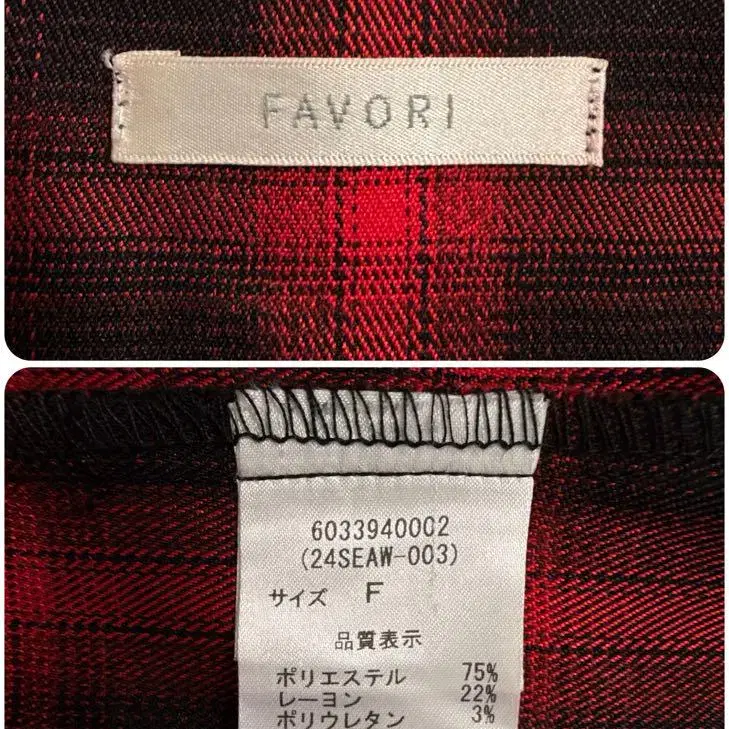 FAVORI
6033940002
(24SEAW-003)
サイズ F
品質表示
ポリエステル 75%
レーヨン 22%
ポリウレタン 3%